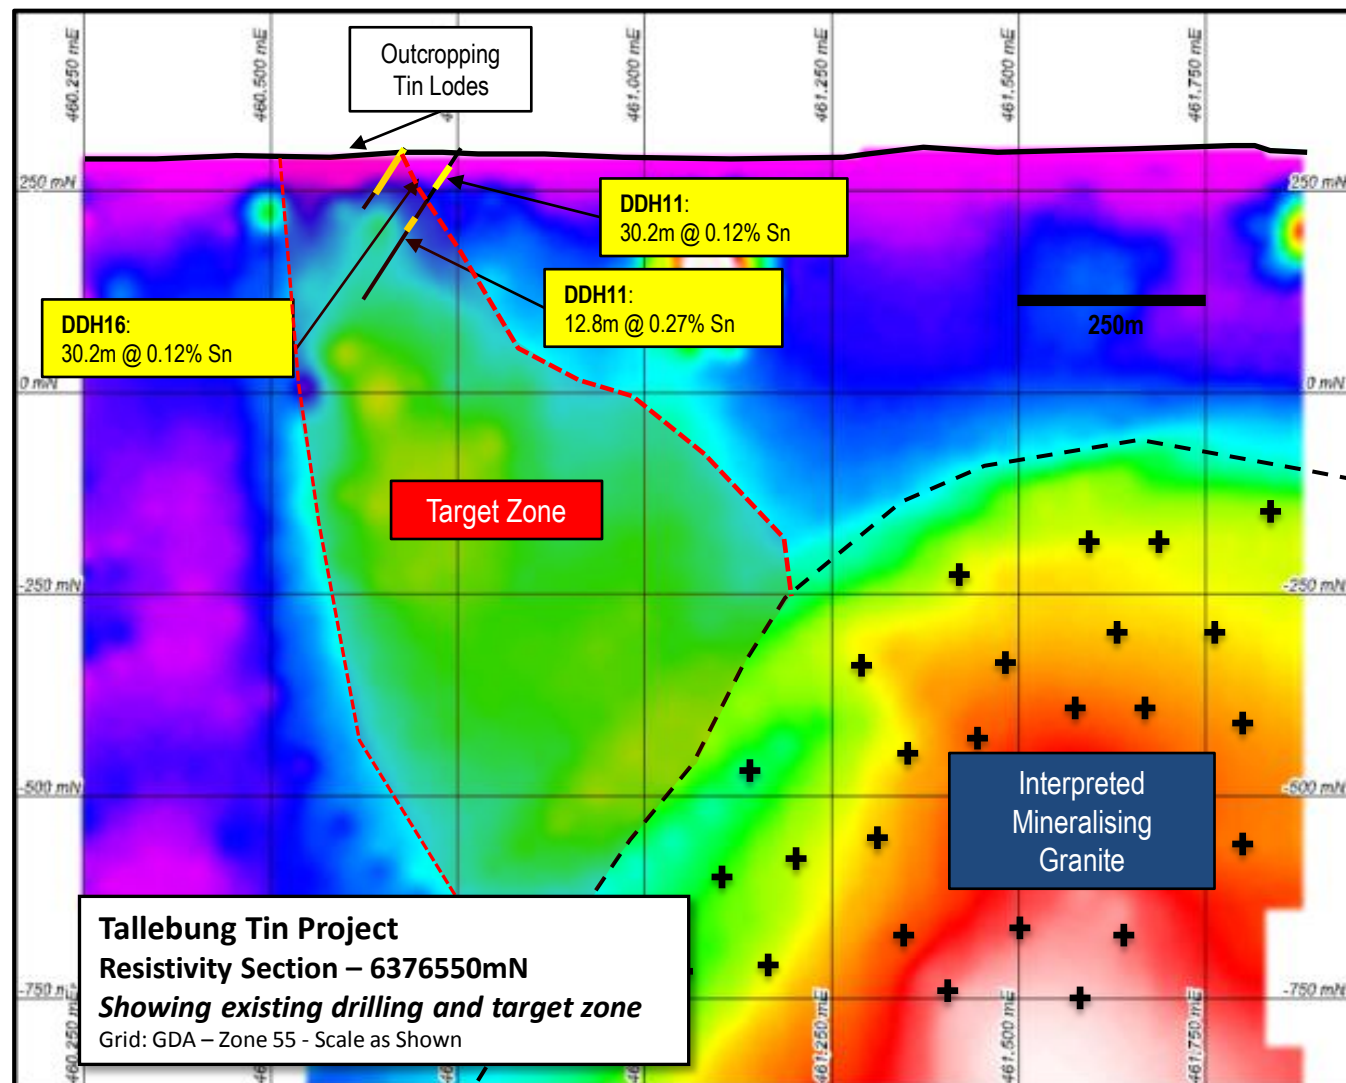 460.250 mE
460.500 mE
461.000 mE
461.250 mE
461.500 mE
461.750 mE
Outcropping
Tin Lodes
250 mN
250 mN
DDH11:
30.2m @ 0.12% Sn
DDH11:
12.8m @ 0.27% Sn
DDH16:
30.2m @ 0.12% Sn
250m
0 mN
0 mN
Target Zone
-250 mN
-250 mN
-500 mN
-500 mN
Interpreted
Mineralising
Granite
Tallebung Tin Project
Resistivity Section – 6376550mN
Showing existing drilling and target zone
Grid: GDA – Zone 55 - Scale as Shown
-750 mN
-750 mN
460.250 mE
461.250 mE
461.500 mE
461.750 mE